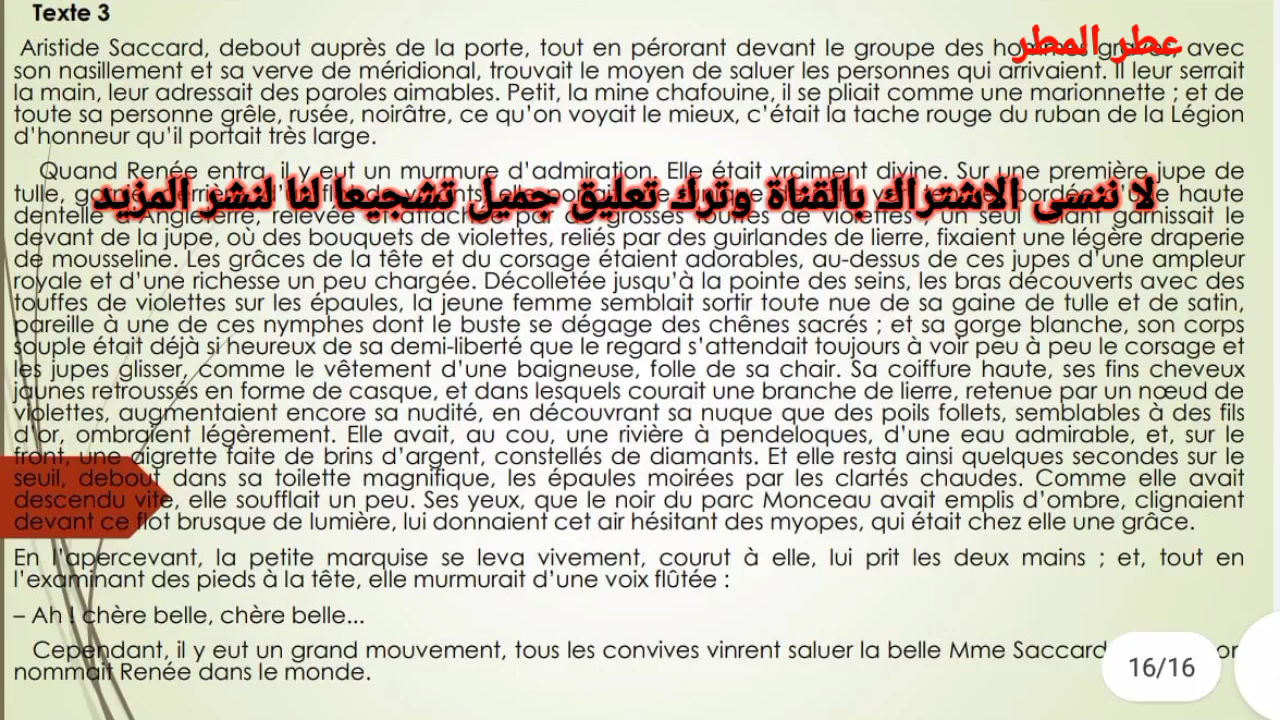 Texte 3
عطر المطر
Aristide Saccard, debout auprès de la porte, tout en pérorant devant le groupe des hommes graves, avec
son nasillement et sa verve de méridional, trouvait le moyen de saluer les personnes qui arrivaient. Il leur serrait
la main, leur adressait des paroles aimables. Petit, la mine chafouine, il se pliait comme une marionnette ; et de
toute sa personne grêle, rusée, noirâtre, ce qu'on voyait le mieux, c'était la tache rouge du ruban de la Légion
d'honneur qu'il portait très large.
Quand Renée entra, il y eut un murmure d'admiration. Elle était vraiment divine. Sur une première jupe de
tulle,
haute
لا ننسى الاشتراك بالقناة وترك تعليق جميل تشجيعا لنا لنشر المزيد
dentelle relevée par grosses violettes ; un seul garnissait le
devant de la jupe, où des bouquets de violettes, reliés par des guirlandes de lierre, fixaient une légère draperie
de mousseline. Les grâces de la tête et du corsage étaient adorables, au-dessus de ces jupes d'une ampleur
royale et d'une richesse un peu chargée. Décolletée jusqu'à la pointe des seins, les bras découverts avec des
touffes de violettes sur les épaules, la jeune femme semblait sortir toute nue de sa gaine de tulle et de satin,
pareille à une de ces nymphes dont le buste se dégage des chênes sacrés ; et sa gorge blanche, son corps
souple était déjà si heureux de sa demi-liberté que le regard s'attendait toujours à voir peu à peu le corsage et
les jupes glisser, comme le vêtement d'une baigneuse, folle de sa chair. Sa coiffure haute, ses fins cheveux
jaunes retroussés en forme de casque, et dans lesquels courait une branche de lierre, retenue par un nœud de
violettes, augmentaient encore sa nudité, en découvrant sa nuque que des poils follets, semblables à des fils
d'or, ombraient légèrement. Elle avait, au cou, une rivière à pendeloques, d'une eau admirable, et, sur le
front, une aigrette faite de brins d'argent, constellés de diamants. Et elle resta ainsi quelques secondes sur le
seuil, debout dans sa toilette magnifique, les épaules moirées par les clartés chaudes. Comme elle avait
descendu vite, elle soufflait un peu. Ses yeux, que le noir du parc Monceau avait emplis d'ombre, clignaient
devant ce flot brusque de lumière, lui donnaient cet air hésitant des myopes, qui était chez elle une grâce.
En l'apercevant, la petite marquise se leva vivement, courut à elle, lui prit les deux mains ; et, tout en
l'examinant des pieds à la tête, elle murmurait d'une voix flûtée :
– Ah ! chère belle, chère belle...
Cependant, il y eut un grand mouvement, tous les convives vinrent saluer la belle Mme Saccard
nommait Renée dans le monde.
16/16